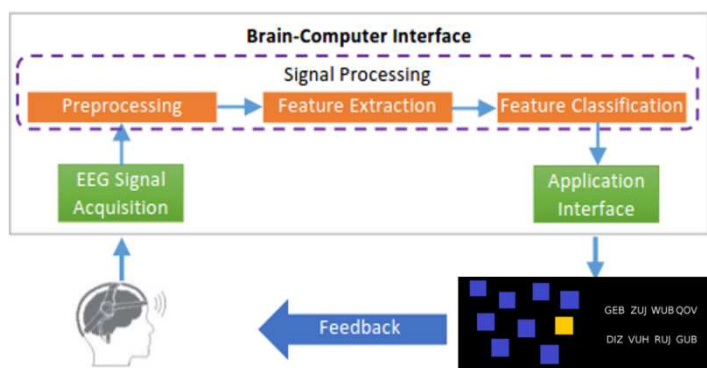 Brain-Computer Interface
Signal Processing
Preprocessing
Feature Extraction
Feature Classification
EEG Signal
Acquisition
Application
Interface
Feedback
GEB ZUJ WUB QOV
DIZ VUH RUJ GUB